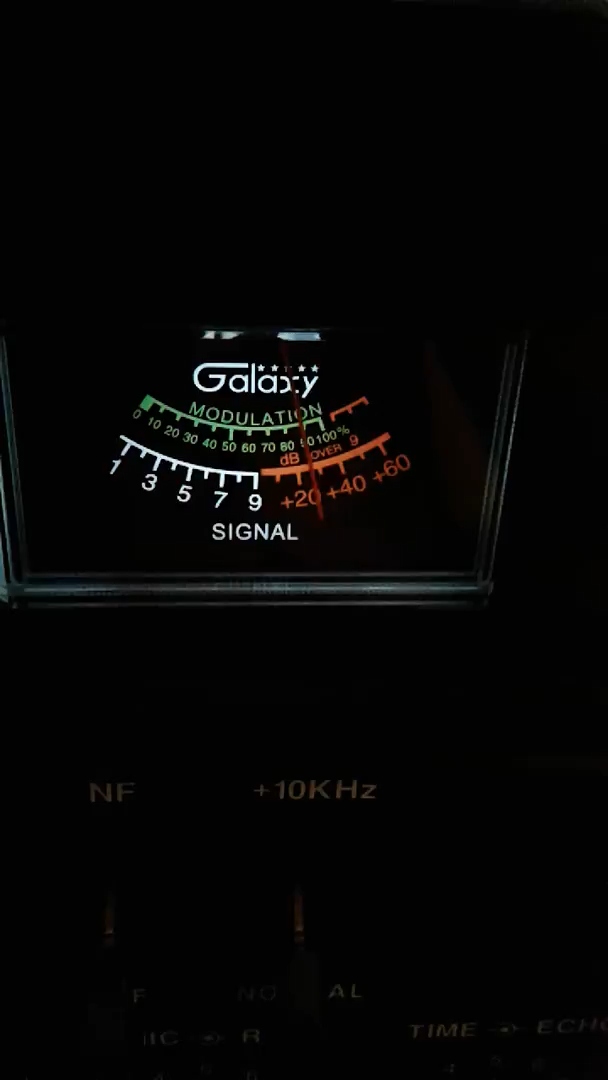 Galaxy
MODULATION
0 10 20 30 40 50 60 70 80 90 100%
dB OVER 9
1 3 5 7 9 +20 +40 +60
SIGNAL
NF +10KHz
TIME ECHO